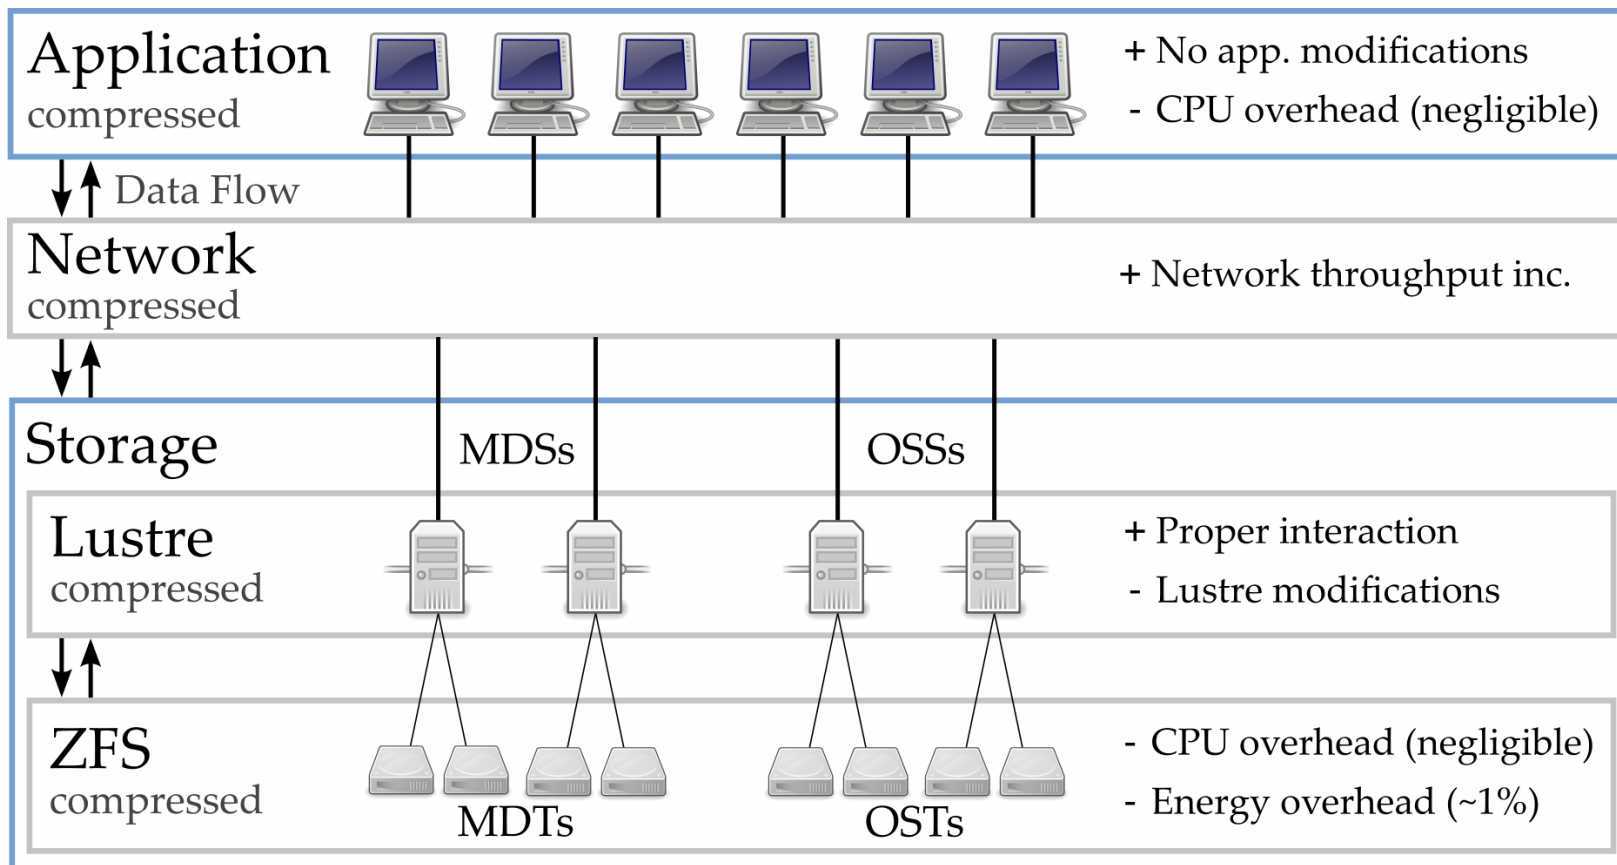 Application
compressed
+ No app. modifications
- CPU overhead (negligible)
Data Flow
Network
compressed
+ Network throughput inc.
Storage
MDSs
OSSs
Lustre
compressed
+ Proper interaction
- Lustre modifications
ZFS
compressed
MDTs
OSTs
- CPU overhead (negligible)
- Energy overhead (~1%)